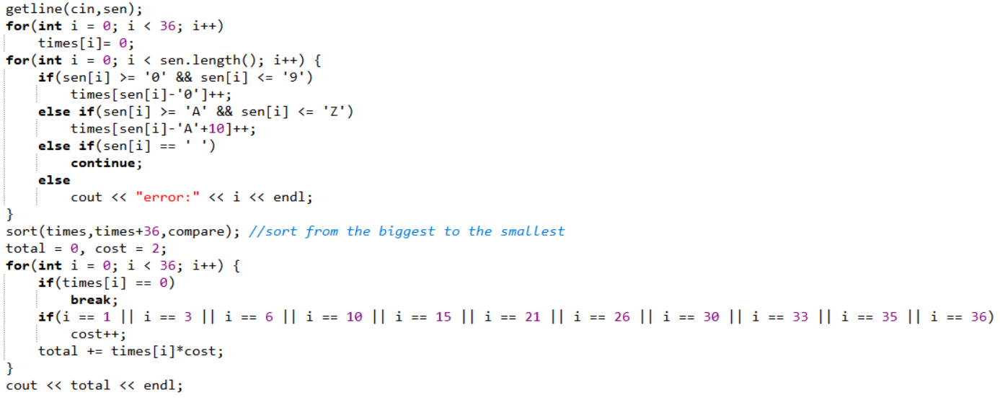 getline(cin,sen);
for(int i = 0; i < 36; i++)
    times[i]= 0;
for(int i = 0; i < sen.length(); i++) {
    if(sen[i] >= '0' && sen[i] <= '9')
        times[sen[i]-'0']++;
    else if(sen[i] >= 'A' && sen[i] <= 'Z')
        times[sen[i]-'A'+10]++;
    else if(sen[i] == ' ')
        continue;
    else
        cout << "error:" << i << endl;
}
sort(times,times+36,compare); //sort from the biggest to the smallest
total = 0, cost = 2;
for(int i = 0; i < 36; i++) {
    if(times[i] == 0)
        break;
    if(i == 1 || i == 3 || i == 6 || i == 10 || i == 15 || i == 21 || i == 26 || i == 30 || i == 33 || i == 35 || i == 36)
        cost++;
    total += times[i]*cost;
}
cout << total << endl;